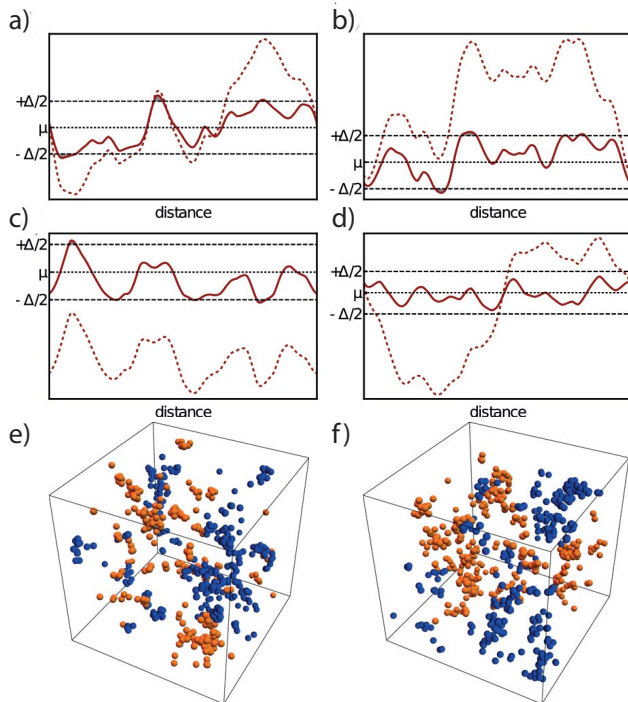 a)
b)
+Δ/2
μ
- Δ/2
distance
+Δ/2
μ
- Δ/2
distance
c)
d)
+Δ/2
μ
- Δ/2
distance
+Δ/2
μ
- Δ/2
distance
e)
f)